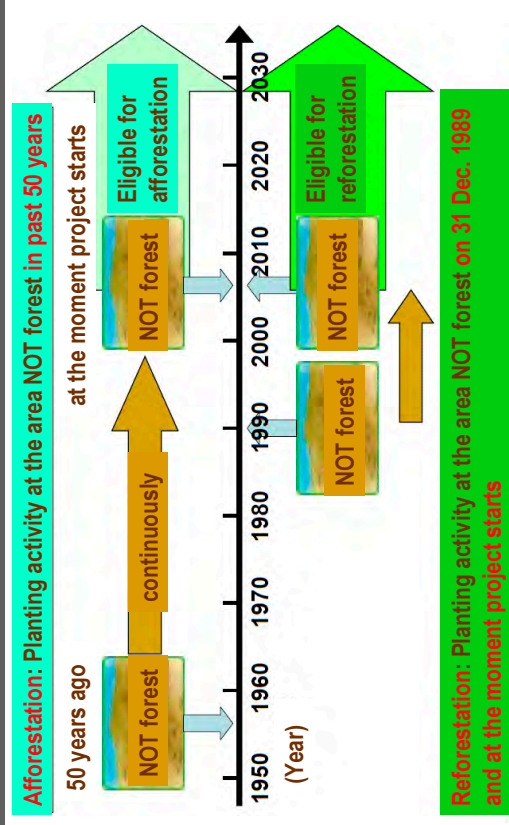 Afforestation: Planting activity at the area NOT forest in past 50 years
50 years ago
at the moment project starts
NOT forest
continuously
NOT forest
Eligible for
afforestation
1950
1960
1970
1980
1990
2000
2010
2020
2030
(Year)
NOT forest
NOT forest
Eligible for
reforestation
Reforestation: Planting activity at the area NOT forest on 31 Dec. 1989
and at the moment project starts